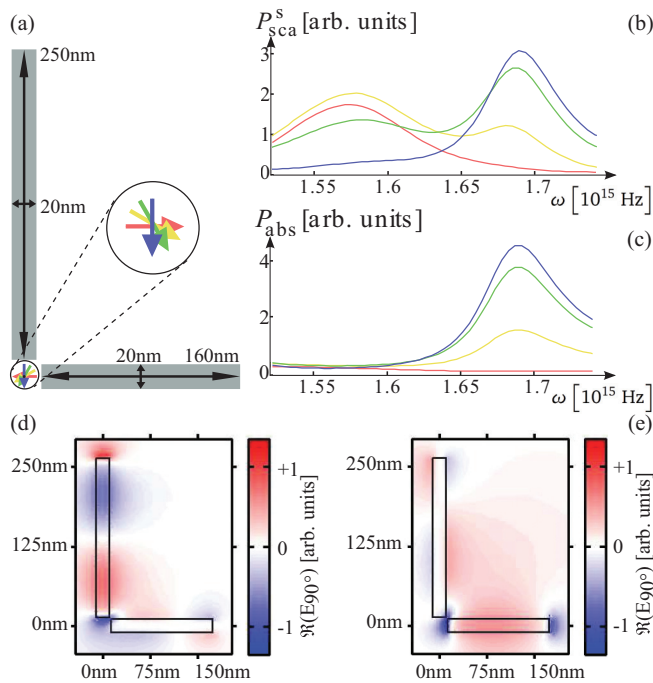 (a)
250nm
20nm
20nm 160nm
P_sca^s [arb. units] (b)
3
2
1
0
1.55 1.6 1.65 1.7
ω [10^15 Hz]
P_abs [arb. units] (c)
4
2
0
1.55 1.6 1.65 1.7
ω [10^15 Hz]
(d)
250nm
125nm
0nm
0nm 75nm 150nm
+1
0
-1
ℜ(E90°) [arb. units]
(e)
250nm
125nm
0nm
0nm 75nm 150nm
+1
0
-1
ℜ(E90°) [arb. units]